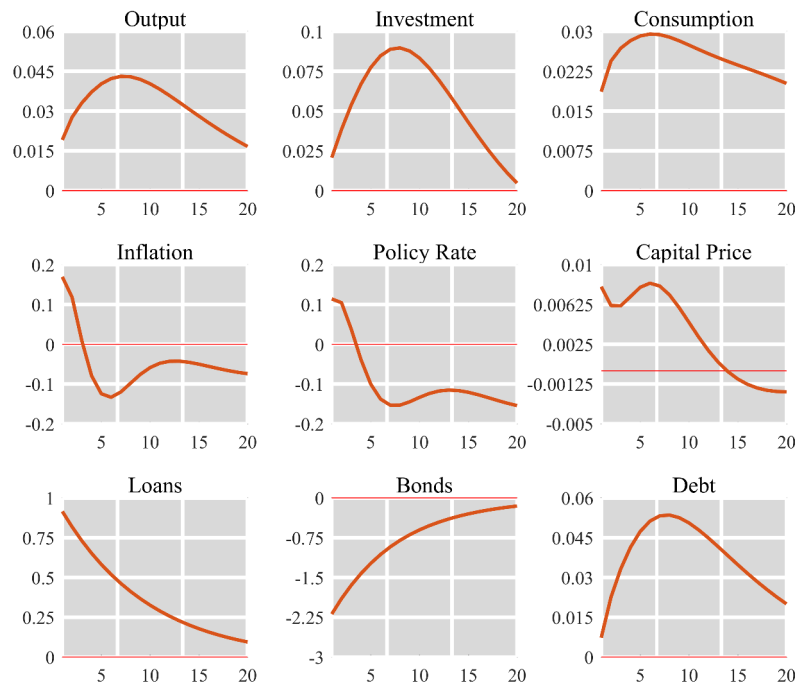 Output Investment Consumption
0.06 0.1 0.03
0.045 0.075 0.0225
0.03 0.05 0.015
0.015 0.025 0.0075
0 0 0
5 10 15 20 5 10 15 20 5 10 15 20
Inflation Policy Rate Capital Price
0.2 0.2 0.01
0.1 0.1 0.00625
0 0 0.0025
-0.1 -0.1 -0.00125
-0.2 -0.2 -0.005
5 10 15 20 5 10 15 20 5 10 15 20
Loans Bonds Debt
1 0 0.06
0.75 -0.75 0.045
0.5 -1.5 0.03
0.25 -2.25 0.015
0 -3 0
5 10 15 20 5 10 15 20 5 10 15 20